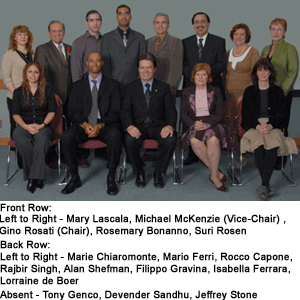 Front Row:
Left to Right - Mary Lascala, Michael McKenzie (Vice-Chair) ,
Gino Rosati (Chair), Rosemary Bonanno, Suri Rosen
Back Row:
Left to Right - Marie Chiaromonte, Mario Ferri, Rocco Capone,
Rajbir Singh, Alan Shefman, Filippo Gravina, Isabella Ferrara,
Lorraine de Boer
Absent - Tony Genco, Devender Sandhu, Jeffrey Stone